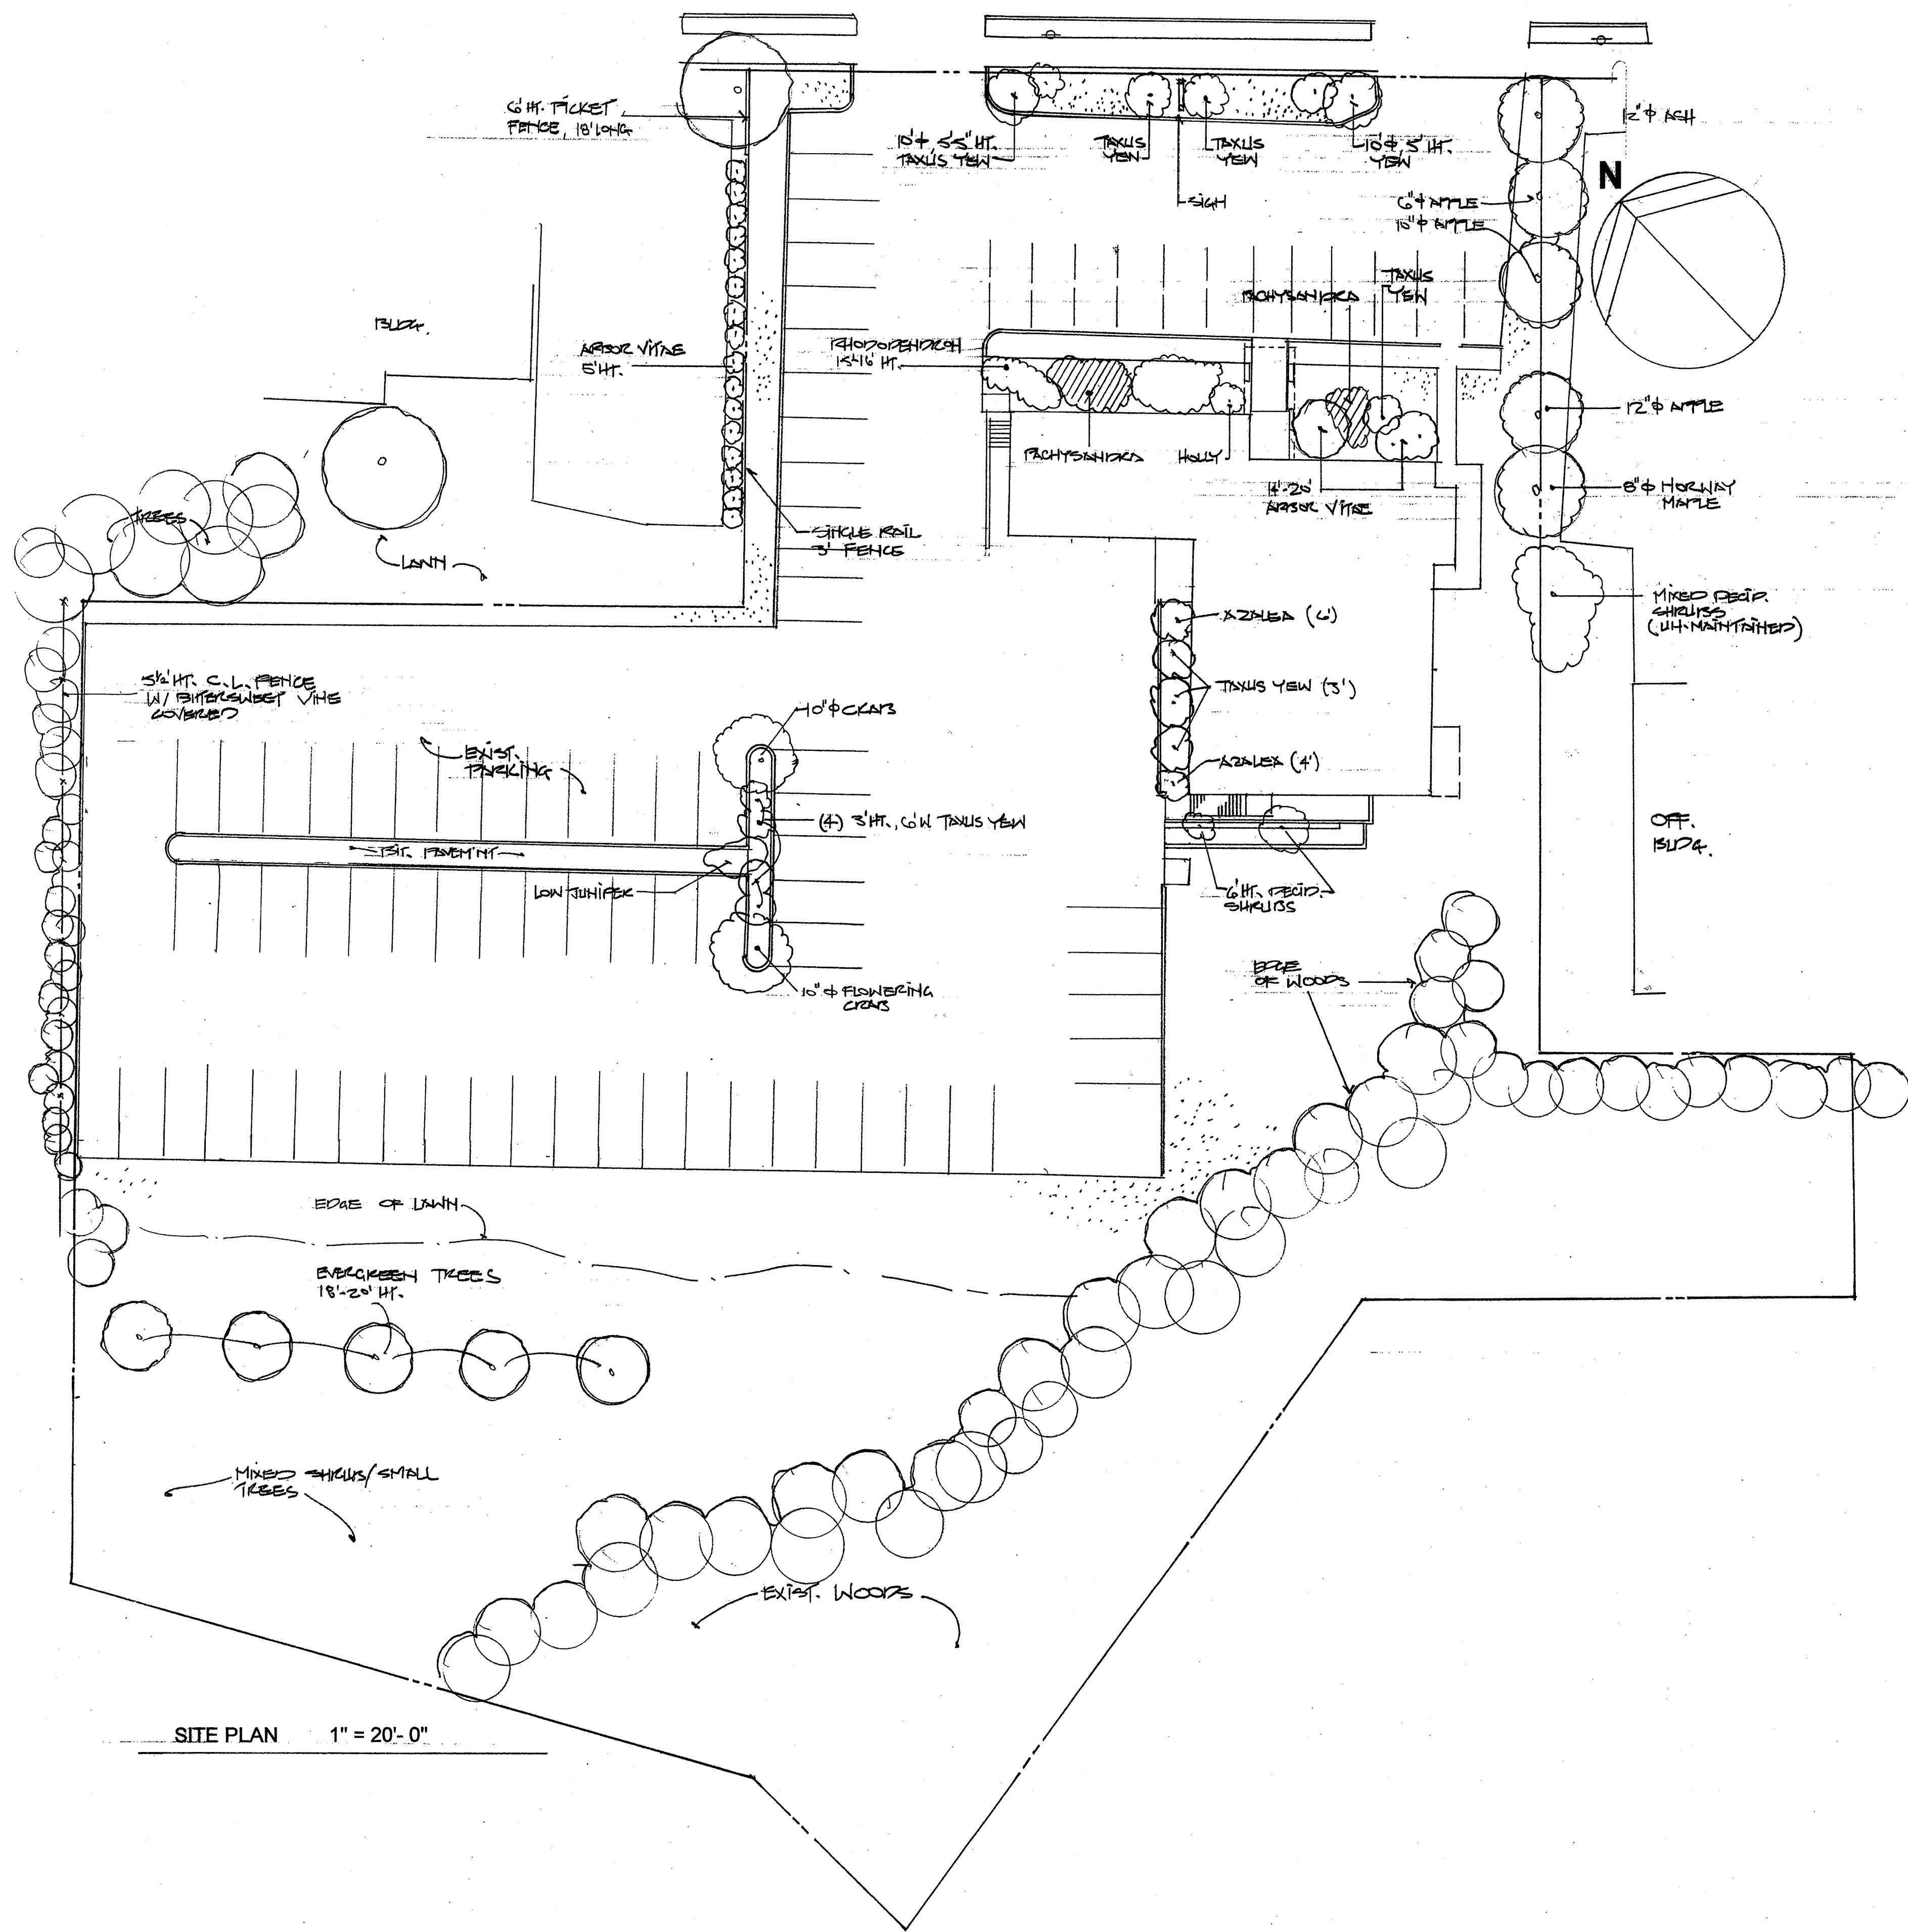 6' HT. PICKET
FENCE, 18' LONG
10'ϕ, 5'5" HT.
TAXUS YEW
TAXUS
YEW
TAXUS
YEW
10'ϕ, 5' HT.
YEW
SIGN
12"ϕ ASH
N
6"ϕ APPLE
10"ϕ APPLE
TAXUS
YEW
PACHYSANDRA
BLDG.
ARBOR VITAE
5' HT.
RHODODENDRON
15'-16' HT.
12"ϕ APPLE
PACHYSANDRA
HOLLY
ARBOR VITAE
8"ϕ NORWAY
MAPLE
TREES
LAWN
SINGLE RAIL
3' FENCE
MIXED DECID.
SHRUBS
(UN-MAINTAINED)
AZALEA (6')
TAXUS YEW (3')
AZALEA (4')
5½' HT. C.L. FENCE
W/ BITTERSWEET VINE
COVERED
10"ϕ CRAB
EXIST.
PARKING
(4) 3' HT., 6' W TAXUS YEW
BIT. PAVEM'NT
LOW JUNIPER
6' HT. DECID.
SHRUBS
OFF.
BLDG.
10"ϕ FLOWERING
CRAB
EDGE
OF WOODS
EDGE OF LAWN
EVERGREEN TREES
18'-20' HT.
MIXED SHRUBS/SMALL
TREES
EXIST. WOODS
SITE PLAN 1" = 20'- 0"